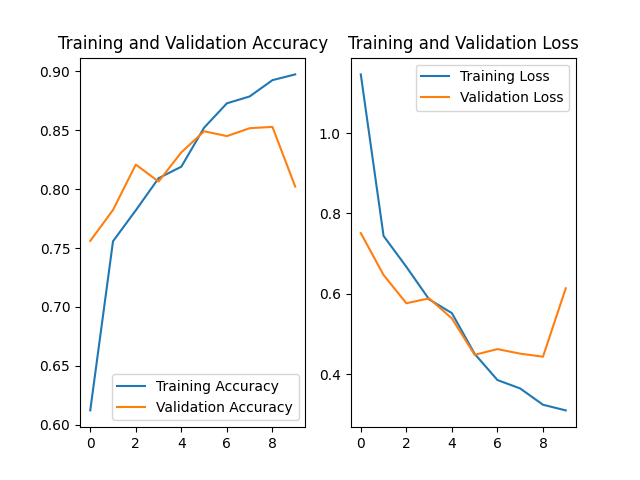 Training and Validation Accuracy
0.90
0.85
0.80
0.75
0.70
0.65
0.60
0 2 4 6 8
Training Accuracy
Validation Accuracy
Training and Validation Loss
1.0
0.8
0.6
0.4
0 2 4 6 8
Training Loss
Validation Loss